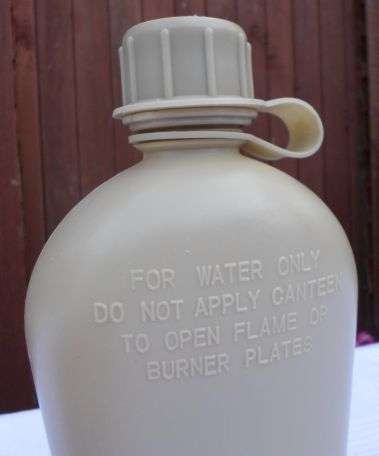 FOR WATER ONLY
DO NOT APPLY CANTEEN
TO OPEN FLAME OR
BURNER PLATES